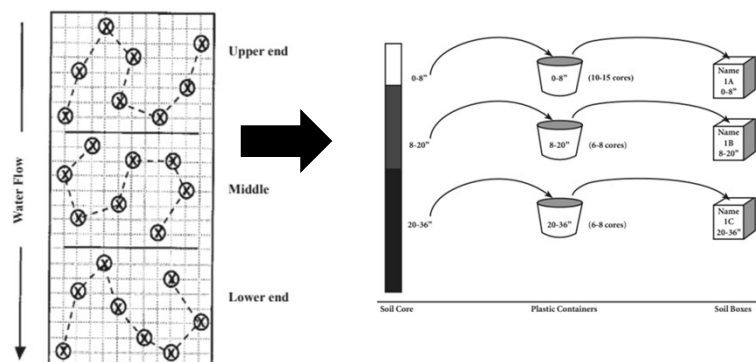 Water Flow
Upper end
Middle
Lower end
0-8"
0-8"
(10-15 cores)
Name
1A
0-8"
8-20"
8-20"
(6-8 cores)
Name
1B
8-20"
20-36"
20-36"
(6-8 cores)
Name
1C
20-36"
Soil Core
Plastic Containers
Soil Boxes